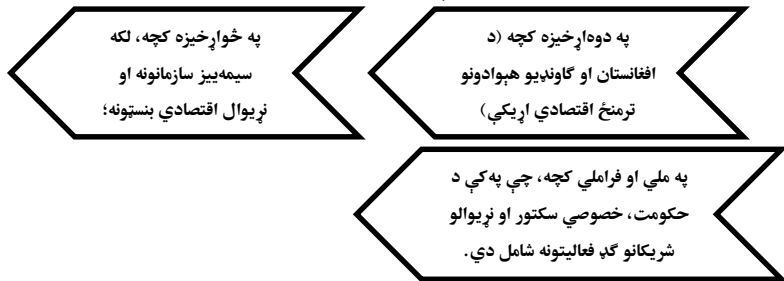 په دوه‌اړخیزه کچه (د
افغانستان او ګاونډیو هېوادونو
ترمنځ اقتصادي اړیکې)
په څواړخیزه کچه، لکه
سیمه‌ییز سازمانونه او
نړیوال اقتصادي بنسټونه؛
په ملي او فراملي کچه، چې په کې د
حکومت، خصوصي سکتور او نړیوالو
شریکانو ګډ فعالیتونه شامل دي.